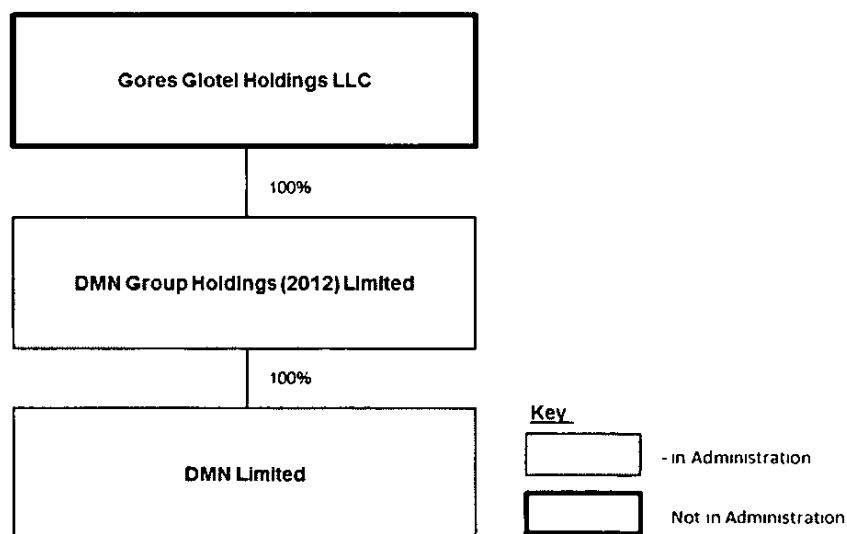 Gores Glotel Holdings LLC
100%
DMN Group Holdings (2012) Limited
100%
DMN Limited
Key
- in Administration
Not in Administration